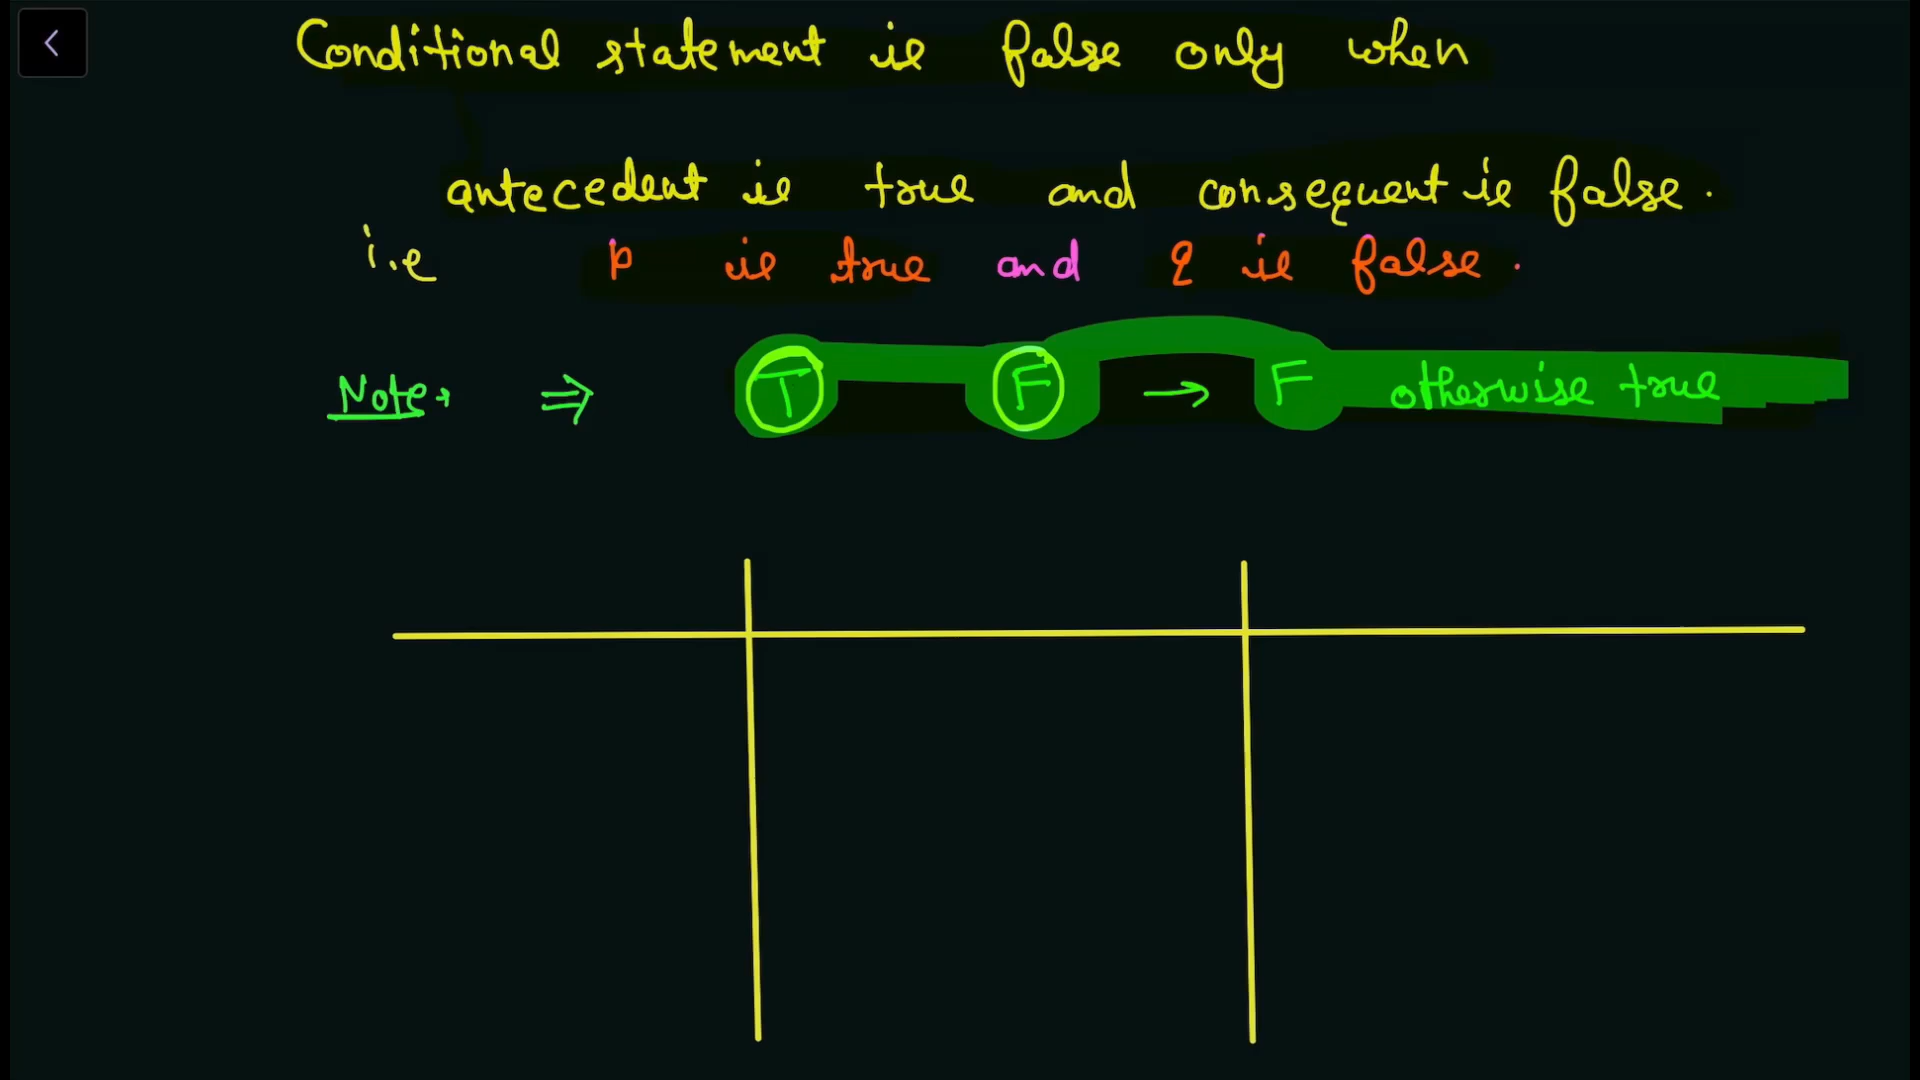 Conditional statement is false only when
antecedent is true and consequent is false.
i.e p is true and q is false.
Note → ⇒ T F → F otherwise true